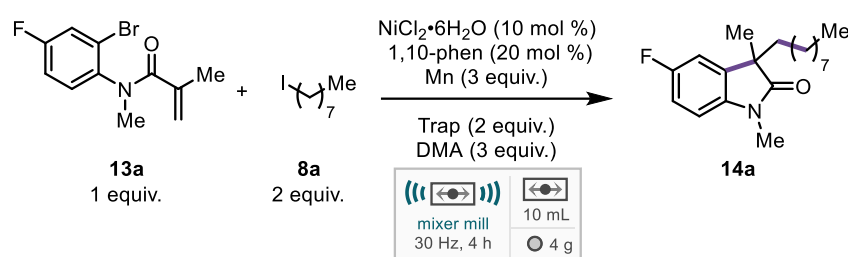 F
Br
O
N
Me
Me
13a
1 equiv.
+
I
Me
( )7
8a
2 equiv.
NiCl2•6H2O (10 mol %)
1,10-phen (20 mol %)
Mn (3 equiv.)
Trap (2 equiv.)
DMA (3 equiv.)
mixer mill
30 Hz, 4 h
10 mL
4 g
F
Me
Me
( )7
O
N
Me
14a